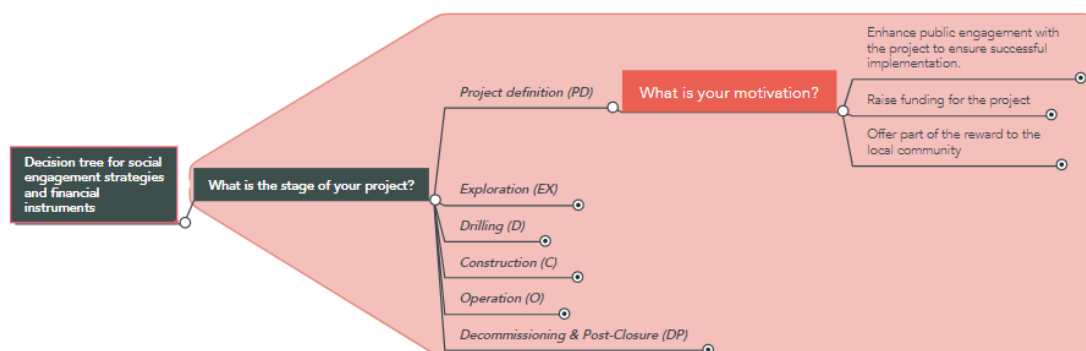 Decision tree for social
engagement strategies
and financial
instruments
What is the stage of your project?
Project definition (PD)
What is your motivation?
Enhance public engagement with
the project to ensure successful
implementation.
Raise funding for the project
Offer part of the reward to the
local community
Exploration (EX)
Drilling (D)
Construction (C)
Operation (O)
Decommissioning & Post-Closure (DP)